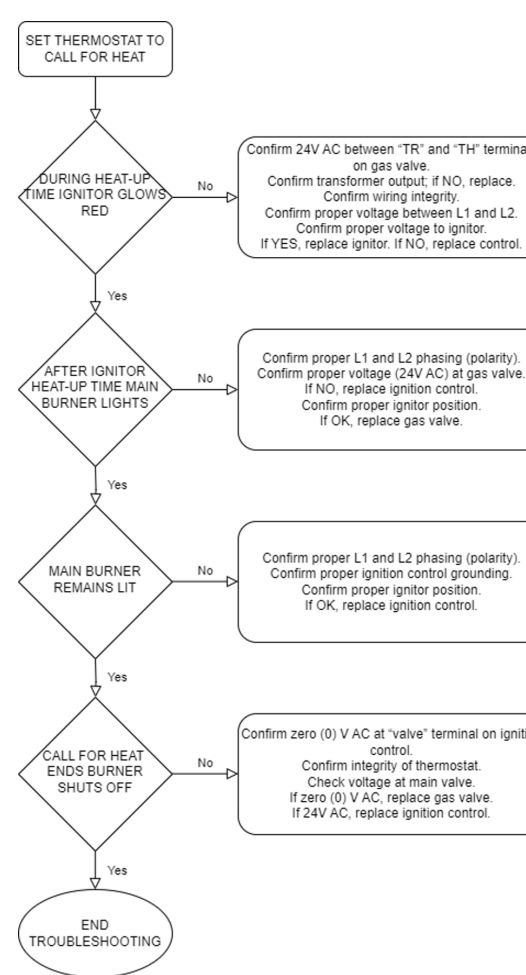 SET THERMOSTAT TO
CALL FOR HEAT
DURING HEAT-UP
TIME IGNITOR GLOWS
RED
No
Confirm 24V AC between “TR” and “TH” termina
on gas valve.
Confirm transformer output; if NO, replace.
Confirm wiring integrity.
Confirm proper voltage between L1 and L2.
Confirm proper voltage to ignitor.
If YES, replace ignitor. If NO, replace control.
Yes
AFTER IGNITOR
HEAT-UP TIME MAIN
BURNER LIGHTS
No
Confirm proper L1 and L2 phasing (polarity).
Confirm proper voltage (24V AC) at gas valve.
If NO, replace ignition control.
Confirm proper ignitor position.
If OK, replace gas valve.
Yes
MAIN BURNER
REMAINS LIT
No
Confirm proper L1 and L2 phasing (polarity).
Confirm proper ignition control grounding.
Confirm proper ignitor position.
If OK, replace ignition control.
Yes
CALL FOR HEAT
ENDS BURNER
SHUTS OFF
No
Confirm zero (0) V AC at “valve” terminal on igniti
control.
Confirm integrity of thermostat.
Check voltage at main valve.
If zero (0) V AC, replace gas valve.
If 24V AC, replace ignition control.
Yes
END
TROUBLESHOOTING